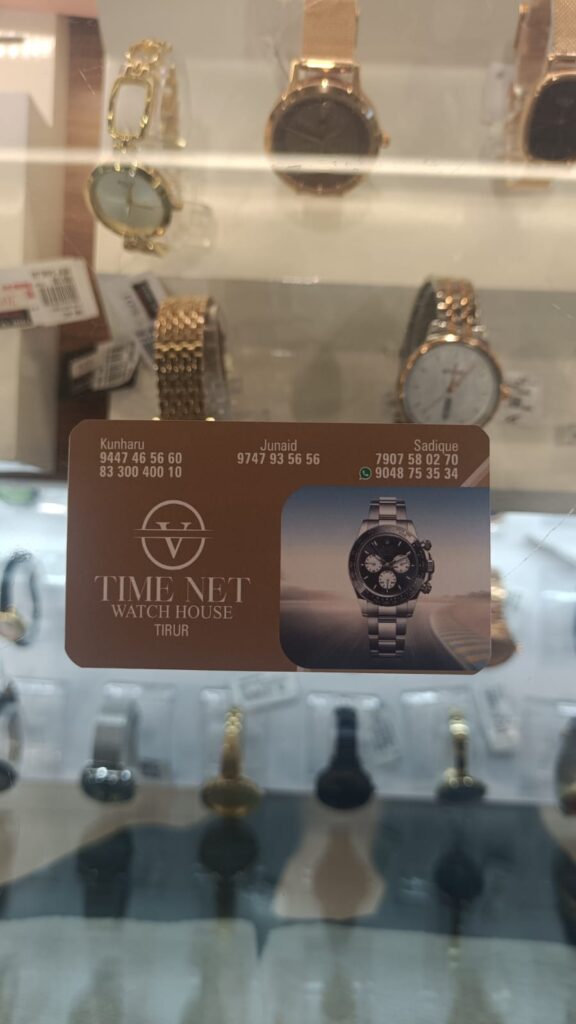 Kunharu
9447 46 56 60
83 300 400 10
Junaid
9747 93 56 56
Sadique
7907 58 02 70
9048 75 35 34
V
TIME NET
WATCH HOUSE
TIRUR